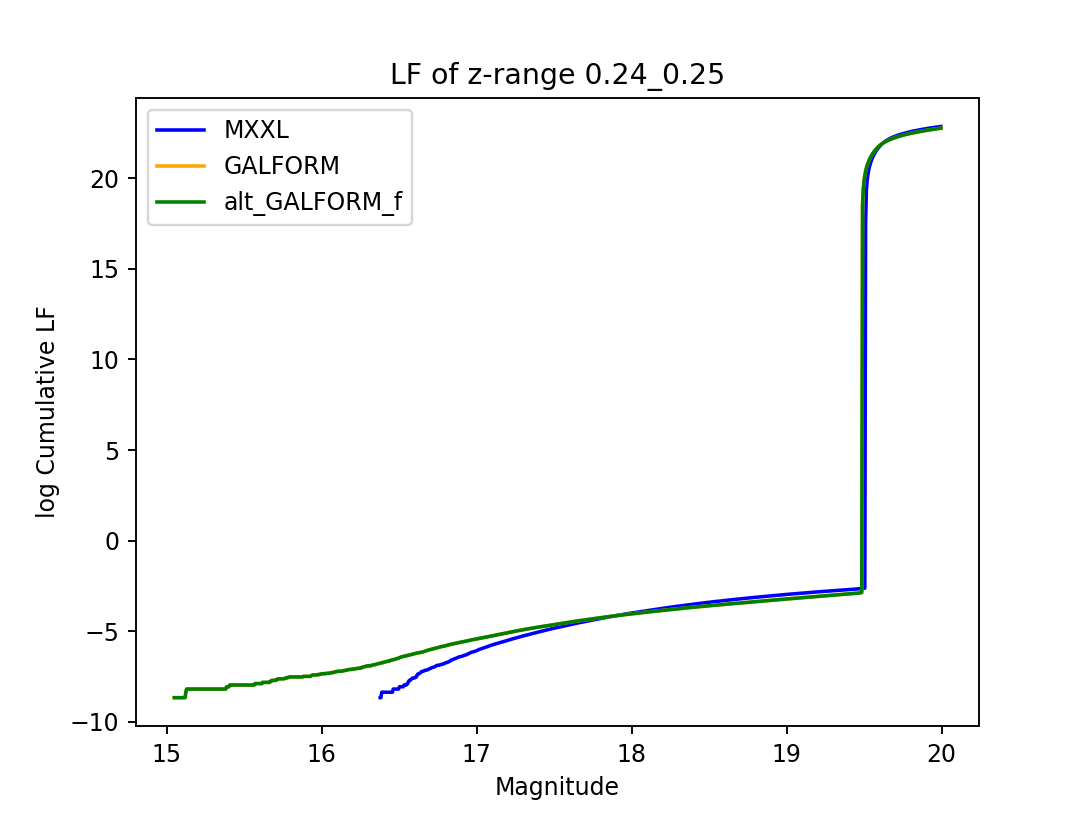 LF of z-range 0.24_0.25
MXXL
GALFORM
alt_GALFORM_f
20
15
10
5
0
−5
−10
log Cumulative LF
15 16 17 18 19 20
Magnitude